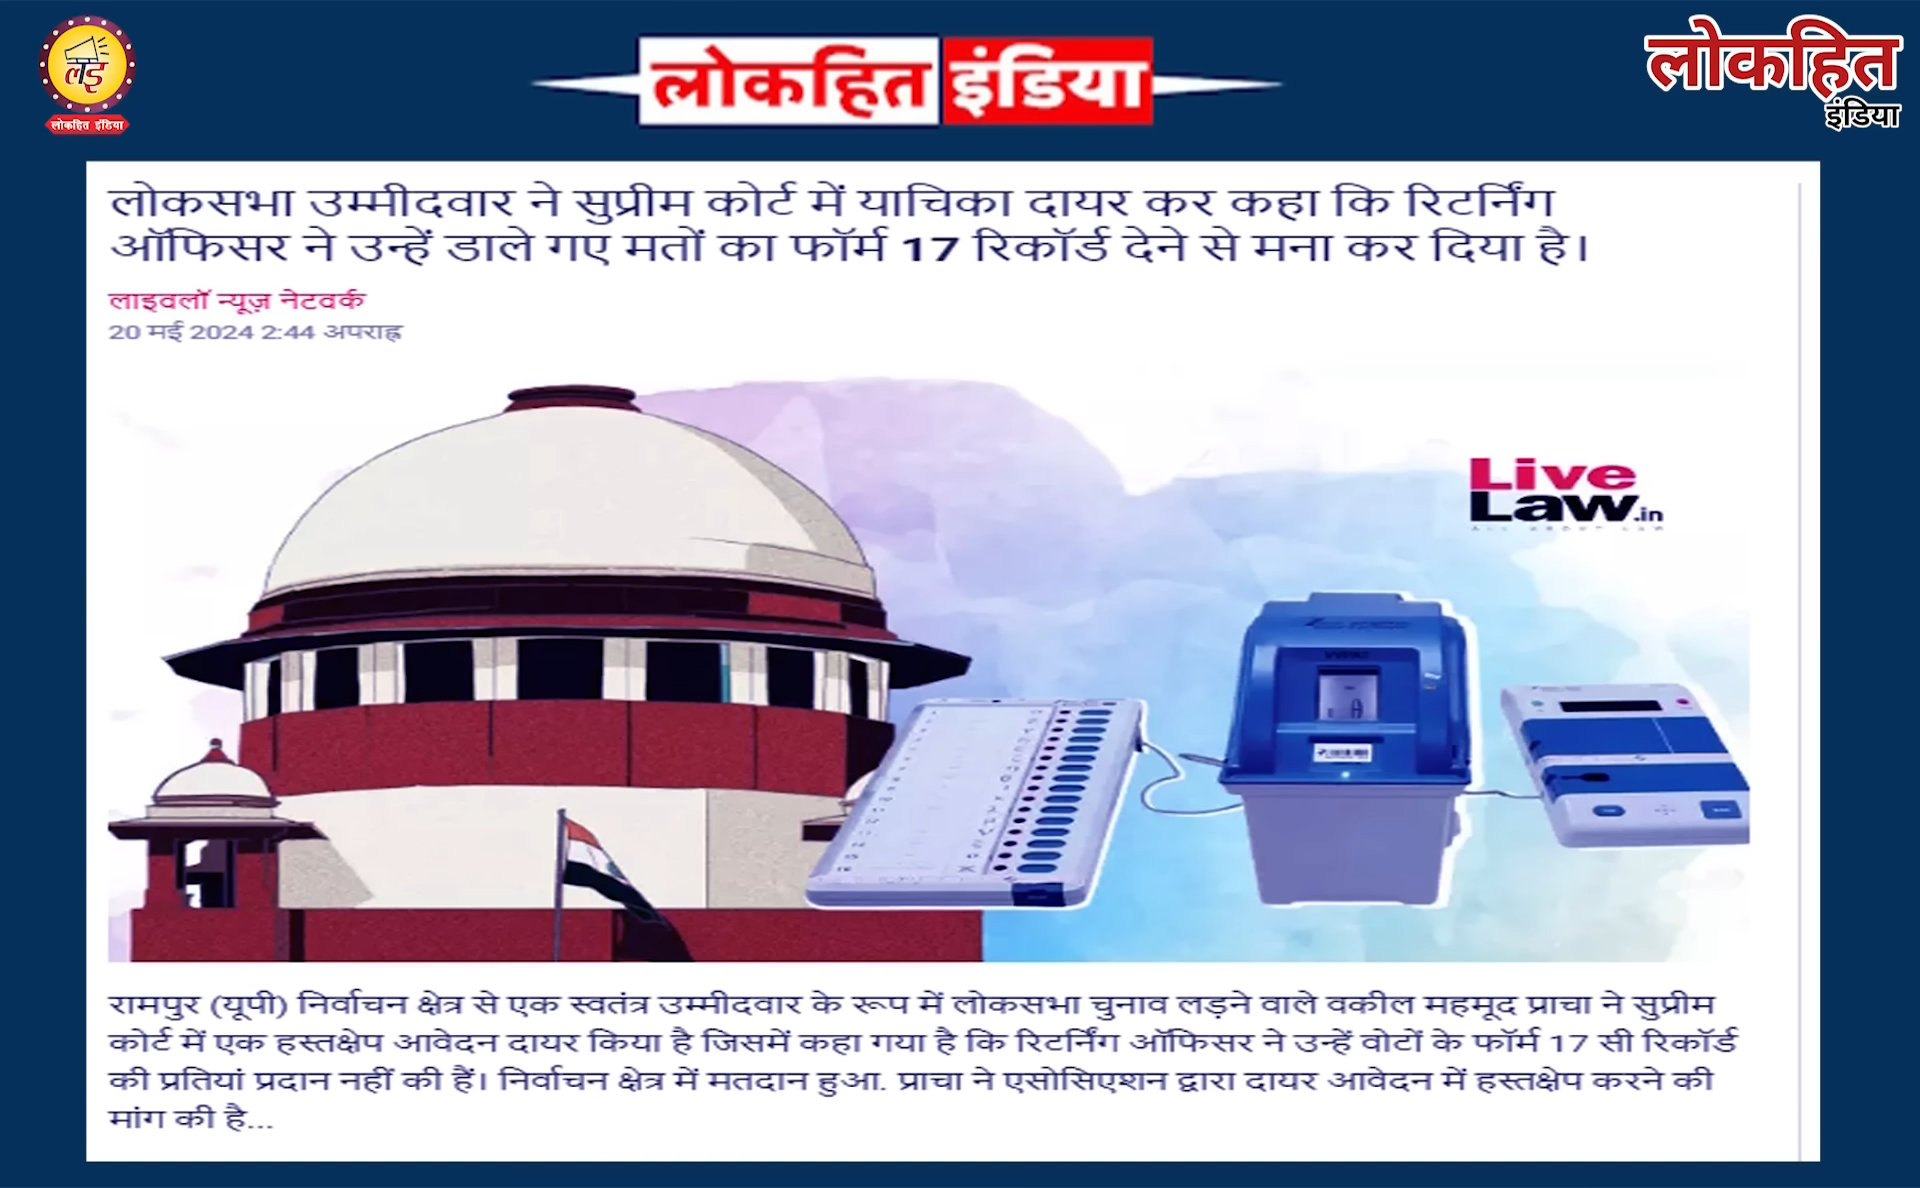 लोकहित इंडिया
लइ
लोकहित इंडिया
लोकहित
इंडिया
लोकसभा उम्मीदवार ने सुप्रीम कोर्ट में याचिका दायर कर कहा कि रिटर्निंग
ऑफिसर ने उन्हें डाले गए मतों का फॉर्म 17 रिकॉर्ड देने से मना कर दिया है।
लाइवलॉ न्यूज़ नेटवर्क
20 मई 2024 2:44 अपराह्न
Live
Law.in
रामपुर (यूपी) निर्वाचन क्षेत्र से एक स्वतंत्र उम्मीदवार के रूप में लोकसभा चुनाव लड़ने वाले वकील महमूद प्राचा ने सुप्रीम
कोर्ट में एक हस्तक्षेप आवेदन दायर किया है जिसमें कहा गया है कि रिटर्निंग ऑफिसर ने उन्हें वोटों के फॉर्म 17 सी रिकॉर्ड
की प्रतियां प्रदान नहीं की हैं। निर्वाचन क्षेत्र में मतदान हुआ. प्राचा ने एसोसिएशन द्वारा दायर आवेदन में हस्तक्षेप करने की
मांग की है...